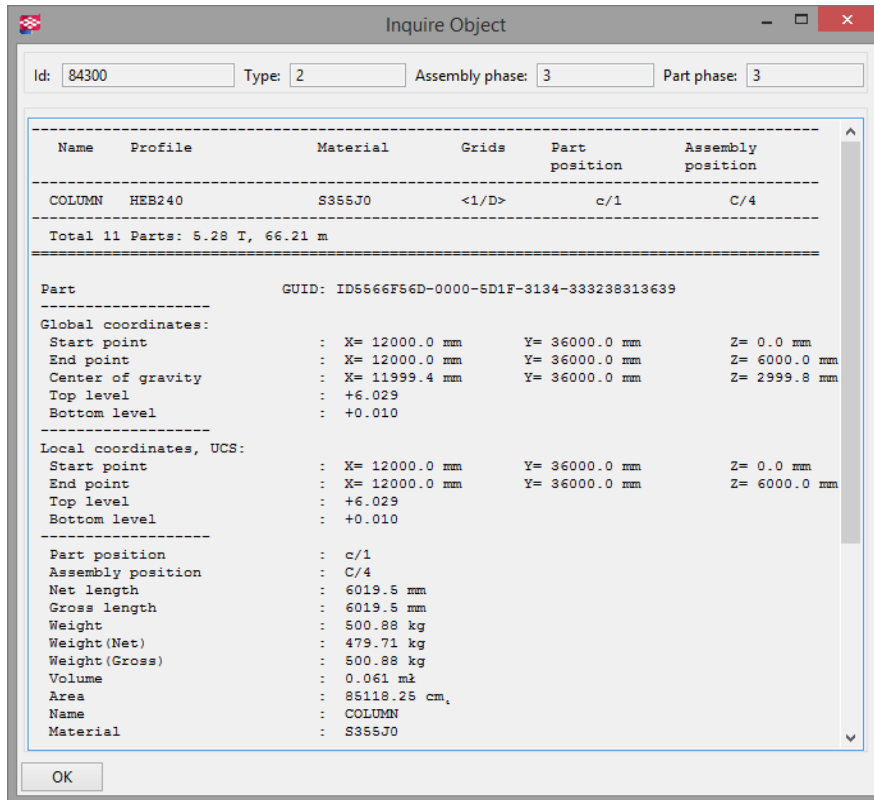 Inquire Object
Id: 84300 Type: 2 Assembly phase: 3 Part phase: 3
Name Profile Material Grids Part position Assembly position
COLUMN HEB240 S355J0 <1/D> c/1 C/4
Total 11 Parts: 5.28 T, 66.21 m
Part GUID: ID5566F56D-0000-5D1F-3134-333238313639
Global coordinates:
Start point : X= 12000.0 mm Y= 36000.0 mm Z= 0.0 mm
End point : X= 12000.0 mm Y= 36000.0 mm Z= 6000.0 mm
Center of gravity : X= 11999.4 mm Y= 36000.0 mm Z= 2999.8 mm
Top level : +6.029
Bottom level : +0.010
Local coordinates, UCS:
Start point : X= 12000.0 mm Y= 36000.0 mm Z= 0.0 mm
End point : X= 12000.0 mm Y= 36000.0 mm Z= 6000.0 mm
Top level : +6.029
Bottom level : +0.010
Part position : c/1
Assembly position : C/4
Net length : 6019.5 mm
Gross length : 6019.5 mm
Weight : 500.88 kg
Weight(Net) : 479.71 kg
Weight(Gross) : 500.88 kg
Volume : 0.061 mł
Area : 85118.25 cm˛
Name : COLUMN
Material : S355J0
OK